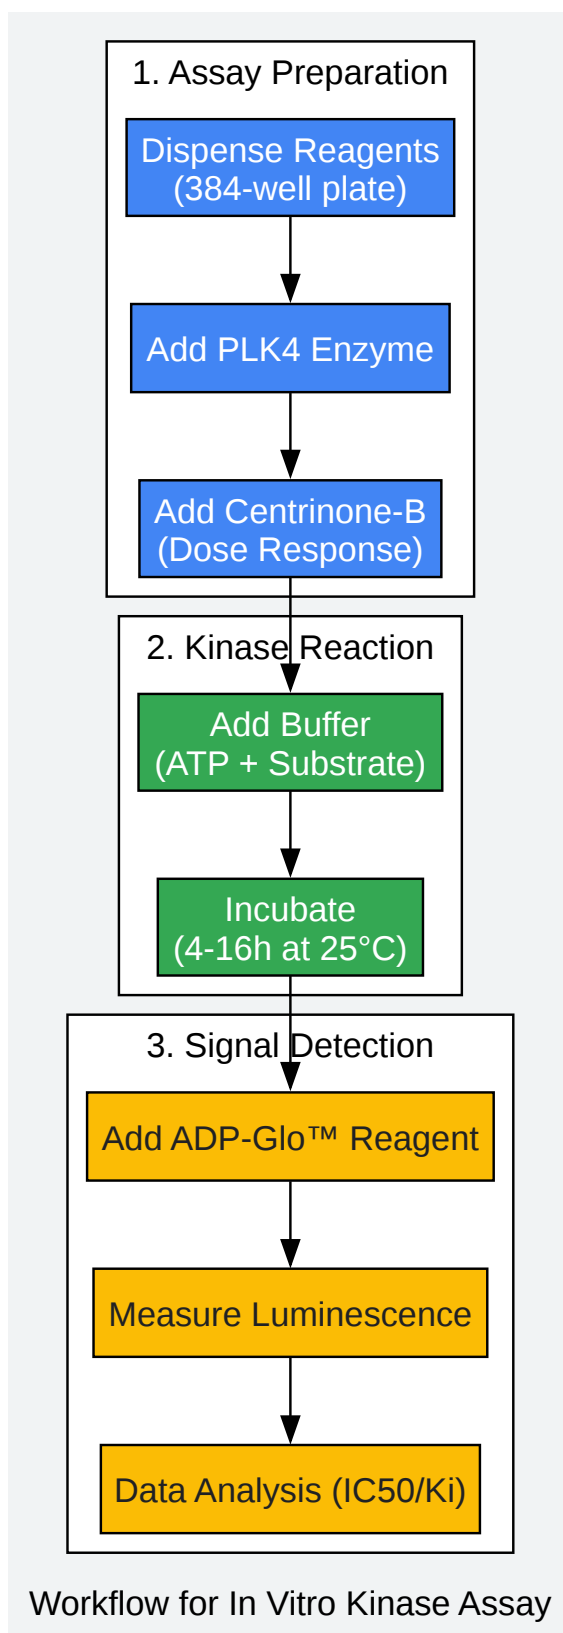 1. Assay Preparation
Dispense Reagents
(384-well plate)
Add PLK4 Enzyme
Add Centrinone-B
(Dose Response)
2. Kinase Reaction
Add Buffer
(ATP + Substrate)
Incubate
(4-16h at 25°C)
3. Signal Detection
Add ADP-Glo™ Reagent
Measure Luminescence
Data Analysis (IC50/Ki)
Workflow for In Vitro Kinase Assay